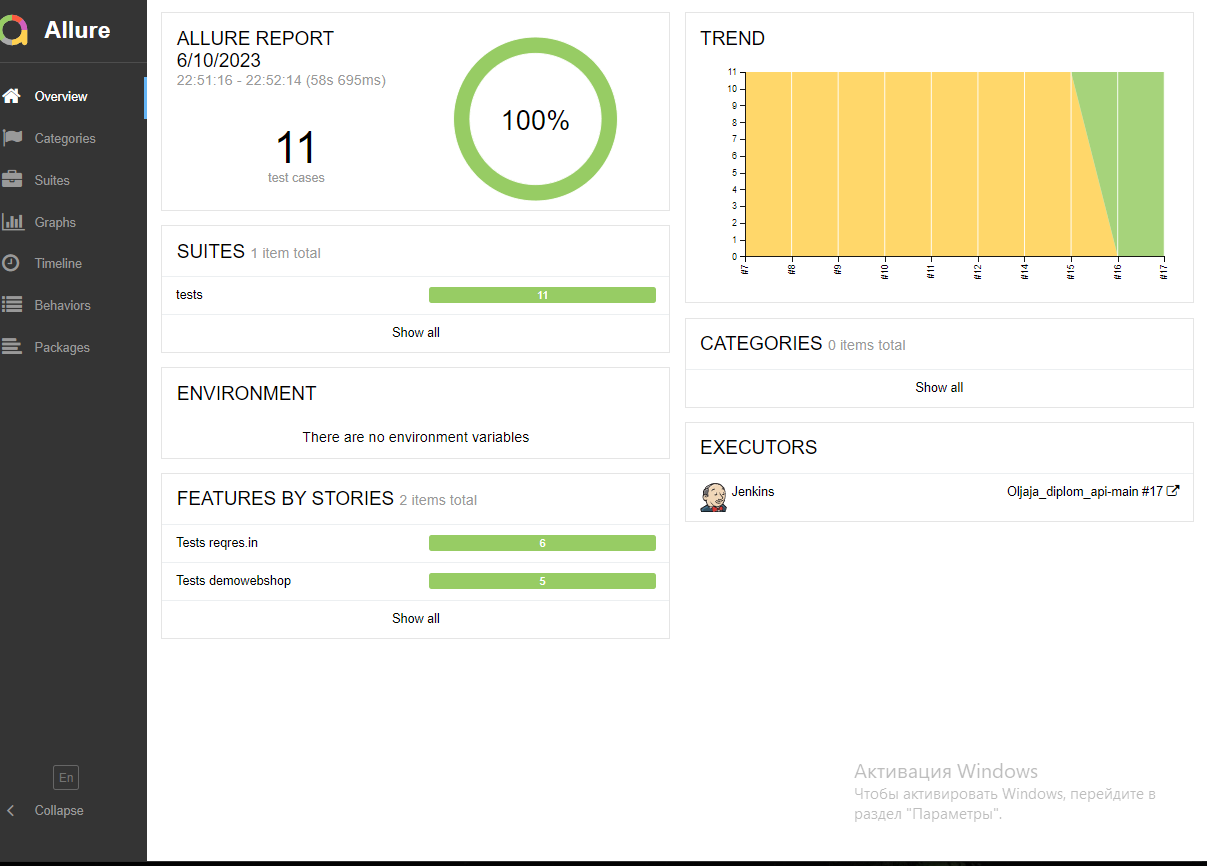 Allure
Overview
Categories
Suites
Graphs
Timeline
Behaviors
Packages
En
Collapse
ALLURE REPORT
6/10/2023
22:51:16 - 22:52:14 (58s 695ms)
11
test cases
100%
SUITES 1 item total
tests 11
Show all
ENVIRONMENT
There are no environment variables
FEATURES BY STORIES 2 items total
Tests reqres.in 6
Tests demowebshop 5
Show all
TREND
11
10
9
8
7
6
5
4
3
2
1
0
#7 #8 #9 #10 #11 #12 #14 #15 #16 #17
CATEGORIES 0 items total
Show all
EXECUTORS
Jenkins Oljaja_diplom_api-main #17
Активация Windows
Чтобы активировать Windows, перейдите в
раздел "Параметры".